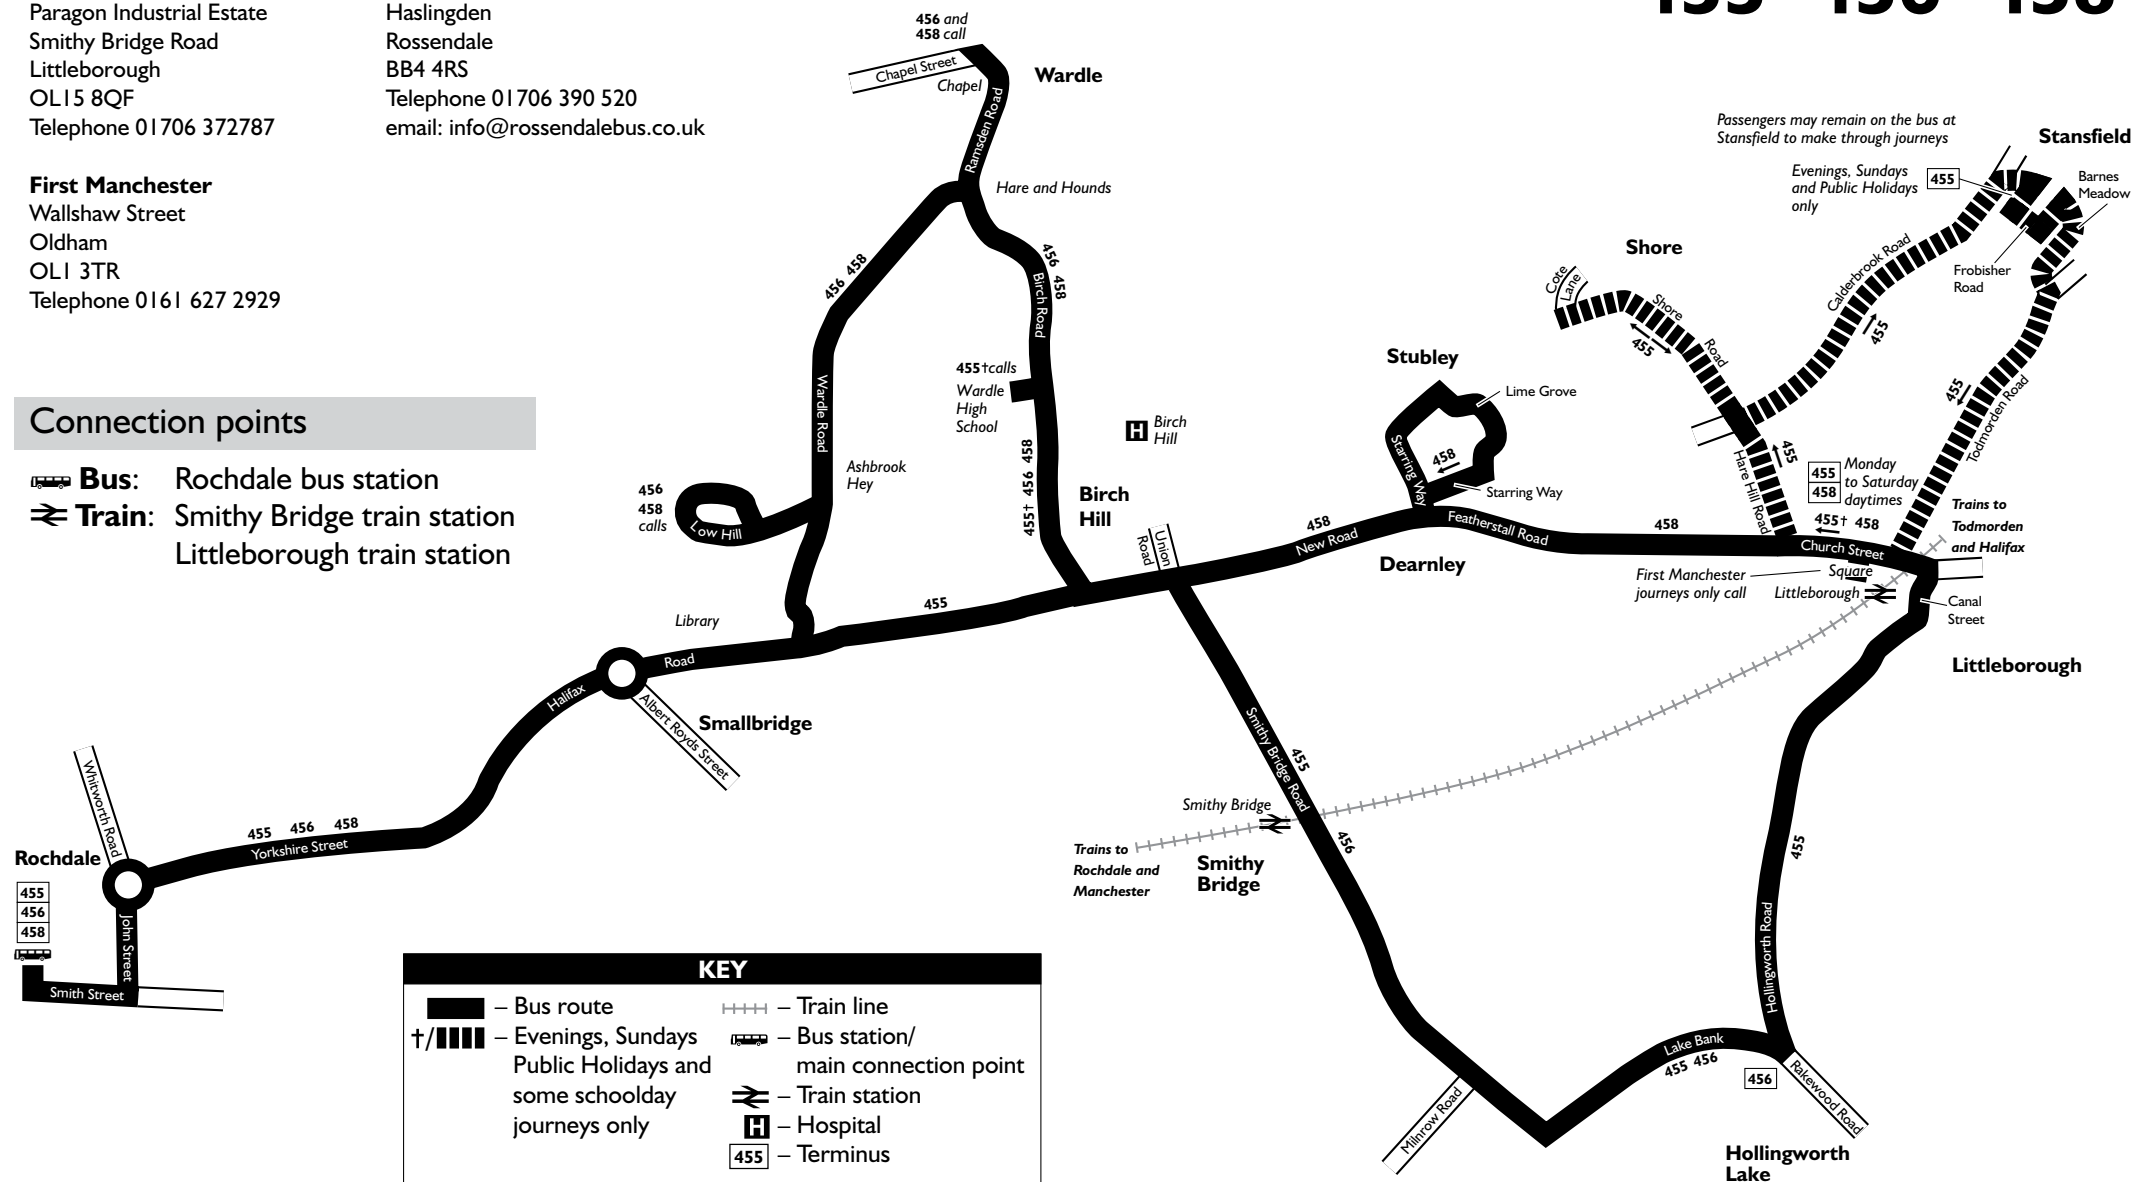 455 456 458
Paragon Industrial Estate
Smithy Bridge Road
Littleborough
OL15 8QF
Telephone 01706 372787
Haslingden
Rossendale
BB4 4RS
Telephone 01706 390 520
email: info@rossendalebus.co.uk
First Manchester
Wallshaw Street
Oldham
OL1 3TR
Telephone 0161 627 2929
Connection points
Bus: Rochdale bus station
Train: Smithy Bridge train station
Littleborough train station
456 and
458 call
Chapel Street
Chapel
Wardle
Ramsden Road
Hare and Hounds
456 458
456 458
Birch Road
Wardle Road
455†calls
Wardle
High
School
H Birch
Hill
Ashbrook
Hey
455† 456 458
Birch
Hill
456
458
calls
Low Hill
Library
455
Road
Halifax
Albert Royds Street
Smallbridge
Whitworth Road
455 456 458
Yorkshire Street
Rochdale
455
456
458
John Street
Smith Street
Passengers may remain on the bus at
Stansfield to make through journeys
Stansfield
Evenings, Sundays
and Public Holidays
only
455
Barnes
Meadow
Frobisher
Road
Shore
Cote
Lane
Shore
Road
455
Calderbrook Road
455
455
Todmorden Road
Stubley
Lime Grove
Starring Way
458
Starring Way
Hare Hill Road
455
455
458
Monday
to Saturday
daytimes
455† 458
Trains to
Todmorden
and Halifax
Union
Road
458
New Road
Featherstall Road
458
Church Street
Dearnley
First Manchester
journeys only call
Square
Littleborough
Canal
Street
Littleborough
Smithy Bridge Road
455
456
Smithy Bridge
Trains to
Rochdale and
Manchester
Smithy
Bridge
455
Hollingworth Road
Lake Bank
455 456
456
Rakewood Road
Milnrow Road
Hollingworth
Lake
KEY
– Bus route
†/ – Evenings, Sundays
Public Holidays and
some schoolday
journeys only
– Train line
– Bus station/
main connection point
– Train station
H – Hospital
455 – Terminus